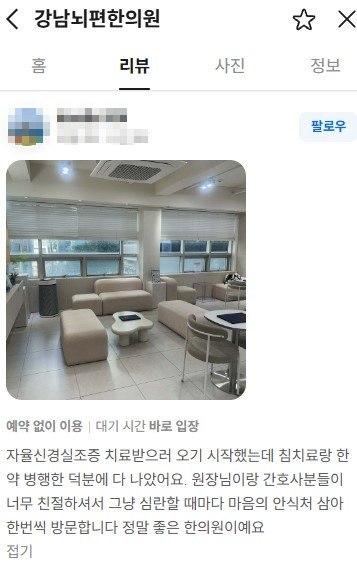 강남뇌편한의원
홈 리뷰 사진 정보
팔로우
예약 없이 이용 | 대기 시간 바로 입장
자율신경실조증 치료받으러 오기 시작했는데 침치료랑 한
약 병행한 덕분에 다 나았어요. 원장님이랑 간호사분들이
너무 친절하셔서 그냥 심란할 때마다 마음의 안식처 삼아
한번씩 방문합니다 정말 좋은 한의원이예요
접기